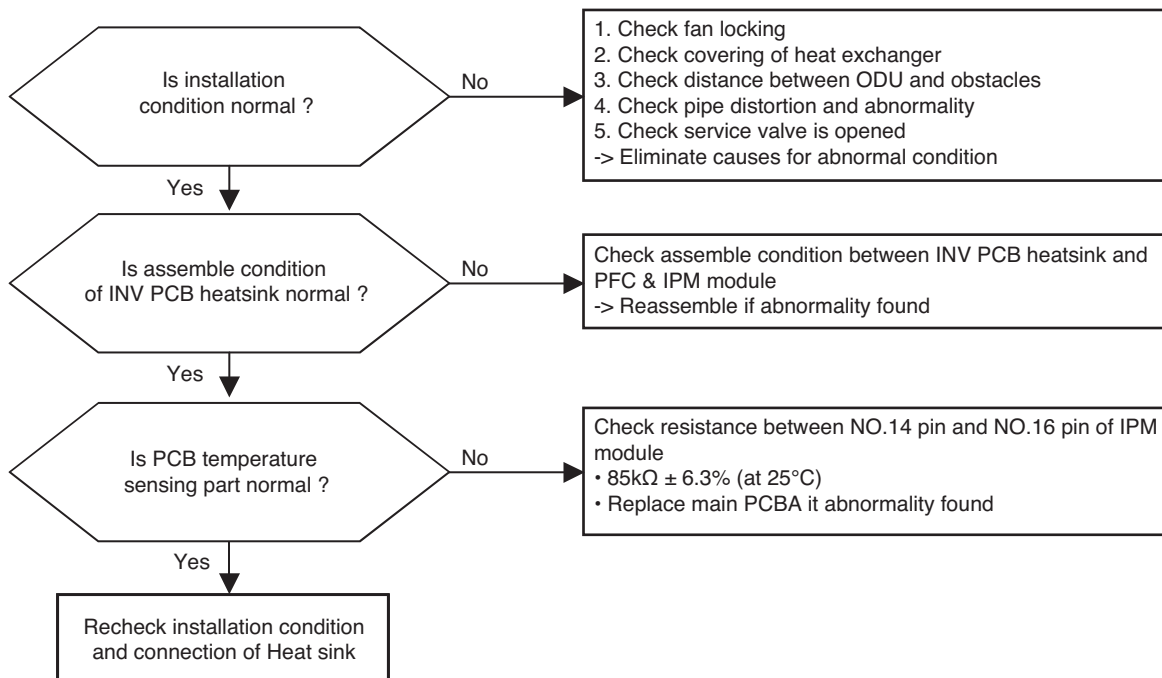 Is installation
condition normal ?
No
1. Check fan locking
2. Check covering of heat exchanger
3. Check distance between ODU and obstacles
4. Check pipe distortion and abnormality
5. Check service valve is opened
-> Eliminate causes for abnormal condition
Yes
Is assemble condition
of INV PCB heatsink normal ?
No
Check assemble condition between INV PCB heatsink and
PFC & IPM module
-> Reassemble if abnormality found
Yes
Is PCB temperature
sensing part normal ?
No
Check resistance between NO.14 pin and NO.16 pin of IPM
module
• 85kΩ ± 6.3% (at 25°C)
• Replace main PCBA it abnormality found
Yes
Recheck installation condition
and connection of Heat sink